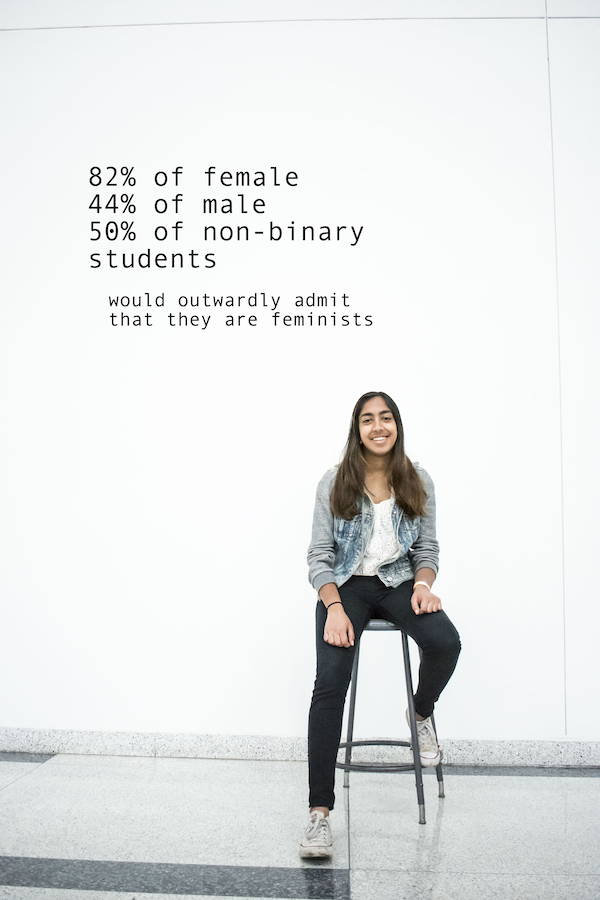 82% of female
44% of male
50% of non-binary
students
would outwardly admit
that they are feminists